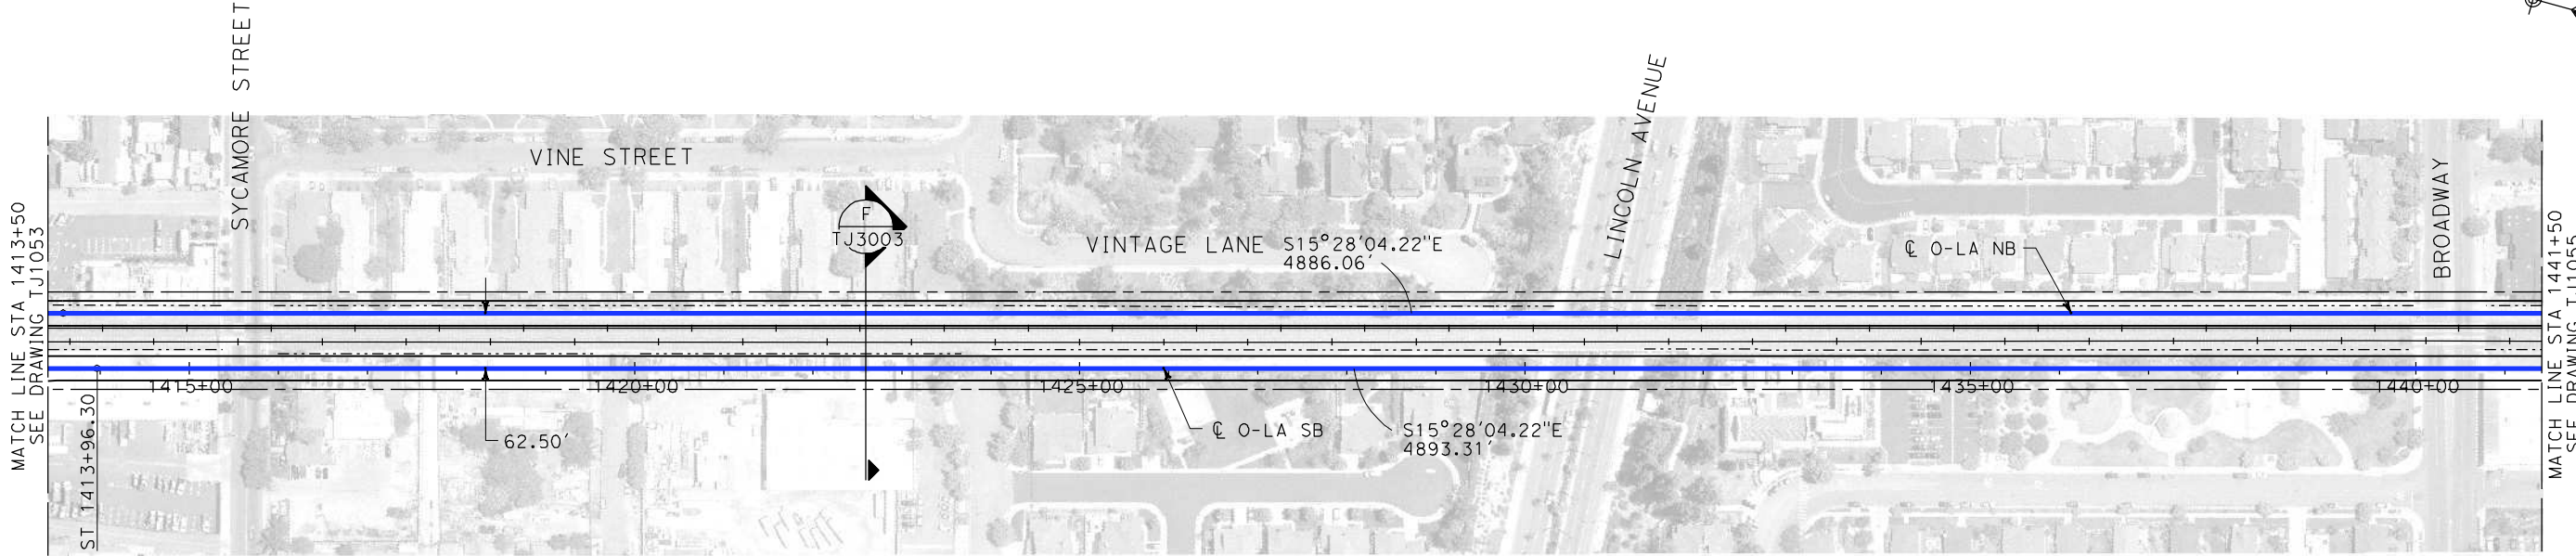 SYCAMORE STREET
VINE STREET
F
TJ3003
VINTAGE LANE
S15°28'04.22"E
4886.06'
LINCOLN AVENUE
℄ O-LA NB
BROADWAY
MATCH LINE STA 1413+50
SEE DRAWING TJ1053
MATCH LINE STA 1441+50
SEE DRAWING TJ1055
1415+00
1420+00
1425+00
1430+00
1435+00
1440+00
ST 1413+96.30
62.50'
℄ O-LA SB
S15°28'04.22"E
4893.31'